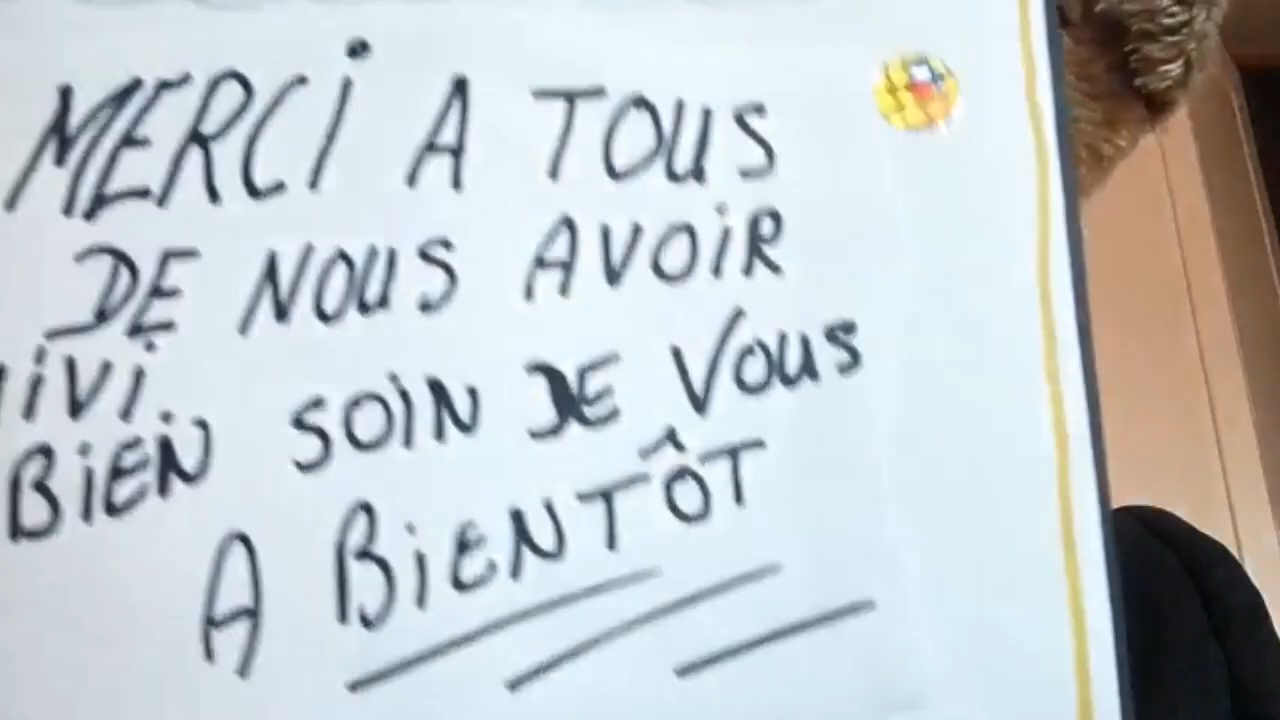 MERCI A TOUS
DE NOUS AVOIR
BIEN SOIN DE VOUS
A BIENTÔT